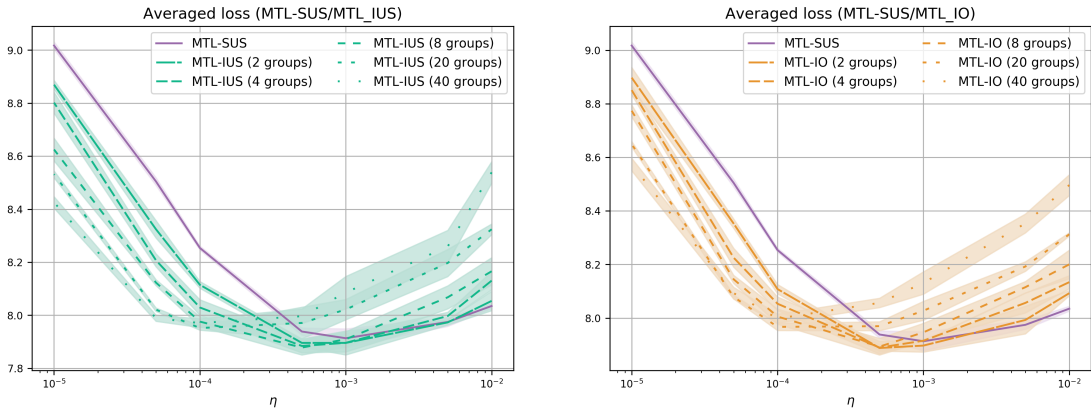 Averaged loss (MTL-SUS/MTL_IUS)
MTL-SUS
MTL-IUS (2 groups)
MTL-IUS (4 groups)
MTL-IUS (8 groups)
MTL-IUS (20 groups)
MTL-IUS (40 groups)
9.0
8.8
8.6
8.4
8.2
8.0
7.8
10⁻⁵
10⁻⁴
10⁻³
10⁻²
η
Averaged loss (MTL-SUS/MTL_IO)
MTL-SUS
MTL-IO (2 groups)
MTL-IO (4 groups)
MTL-IO (8 groups)
MTL-IO (20 groups)
MTL-IO (40 groups)
9.0
8.8
8.6
8.4
8.2
8.0
10⁻⁵
10⁻⁴
10⁻³
10⁻²
η